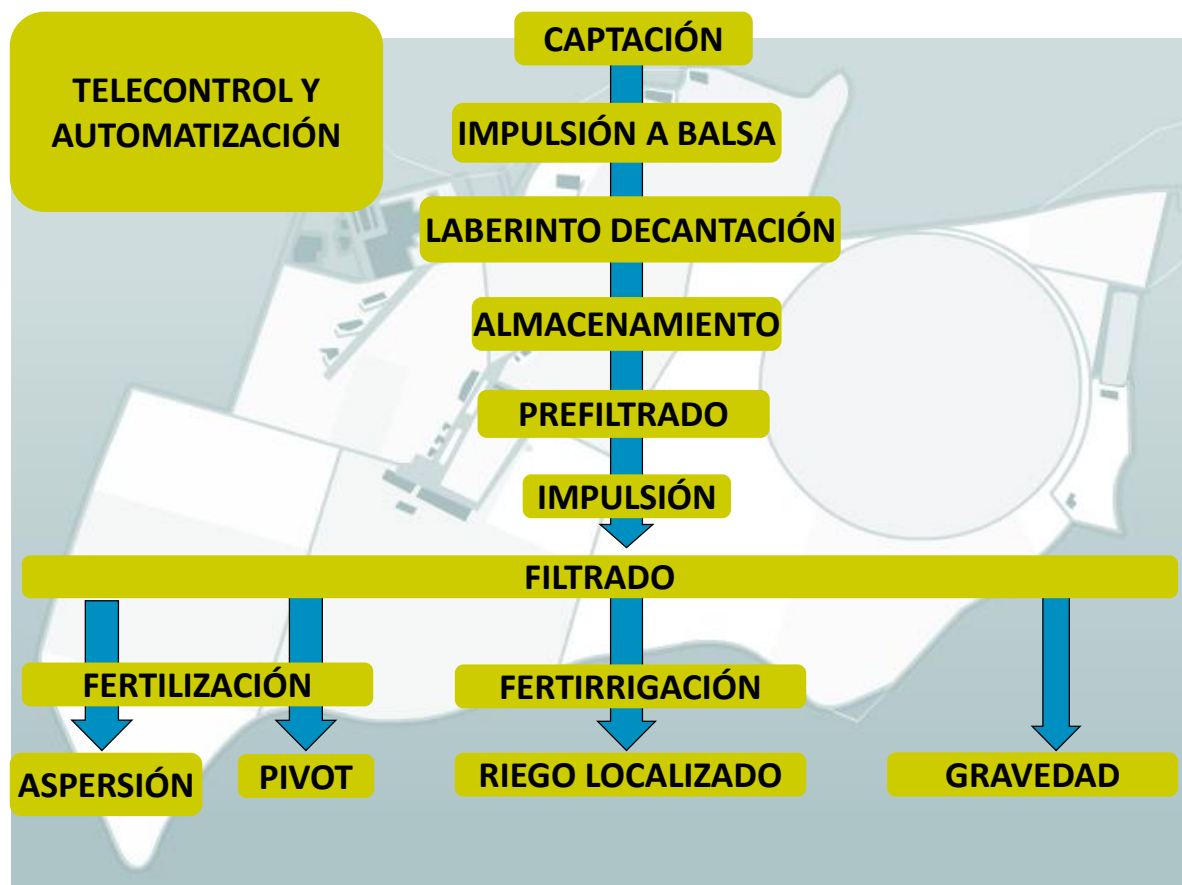 TELECONTROL Y
AUTOMATIZACIÓN
CAPTACIÓN
IMPULSIÓN A BALSA
LABERINTO DECANTACIÓN
ALMACENAMIENTO
PREFILTRADO
IMPULSIÓN
FILTRADO
FERTILIZACIÓN
FERTIRRIGACIÓN
ASPERSIÓN
PIVOT
RIEGO LOCALIZADO
GRAVEDAD